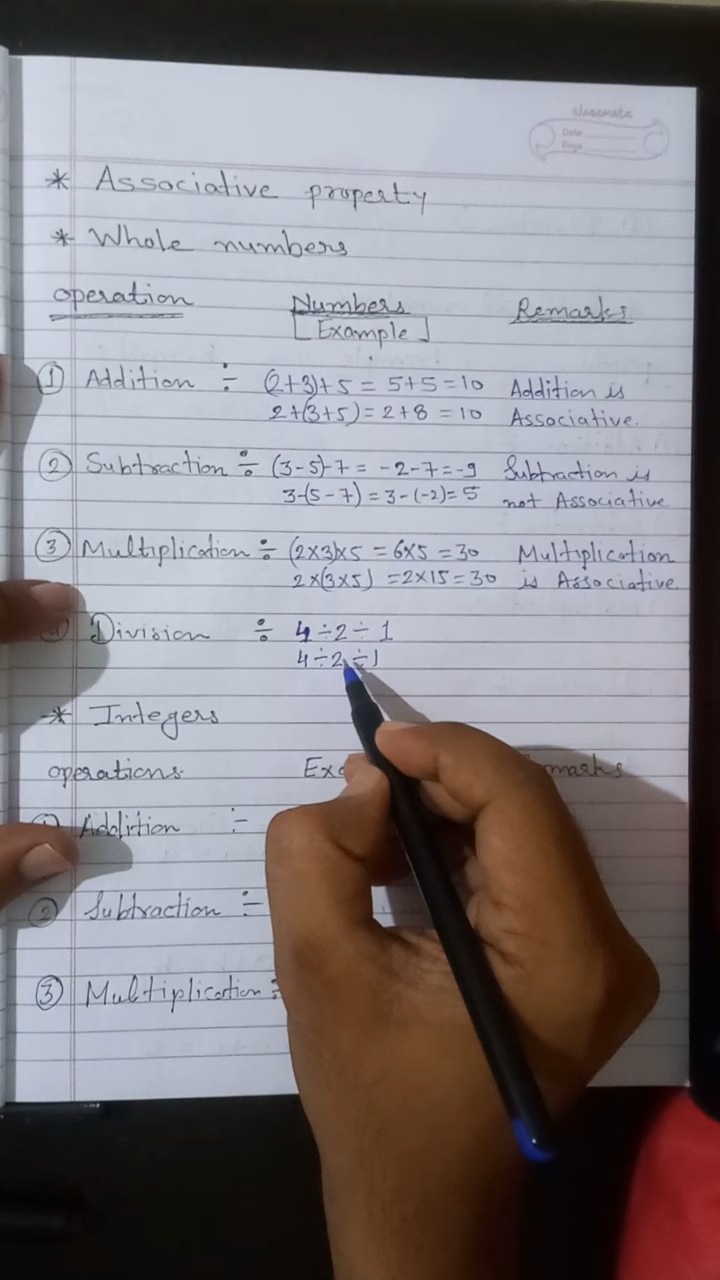 classmate
Date
Page
* Associative property
* Whole numbers
operation Numbers Remarks
[Example]
① Addition ÷ (2+3)+5 = 5+5=10 Addition is
2+(3+5)=2+8=10 Associative.
② Subtraction ÷ (3-5)-7= -2-7=-9 Subtraction is
3-(5-7)=3-(-2)=5 not Associative
③ Multiplication ÷ (2×3)×5 =6×5=30 Multiplication
2×(3×5) =2×15=30 is Associative
Division ÷ 4÷2÷1
4÷2÷1
* Integers
operations
Addition :-
② Subtraction ÷
③ Multiplication ÷